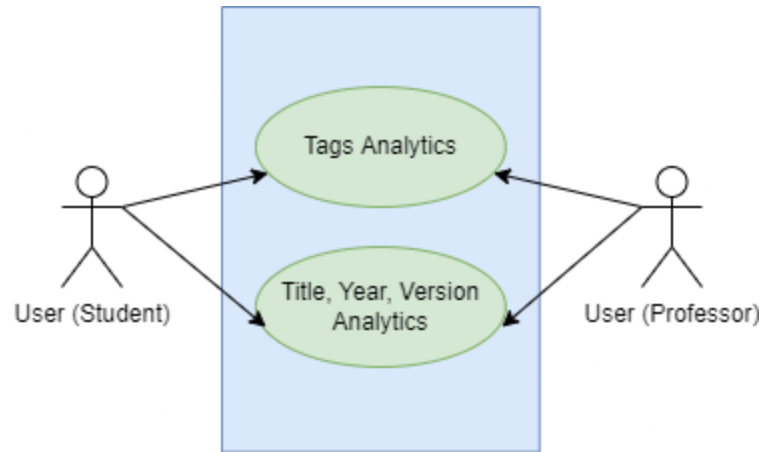 Tags Analytics
Title, Year, Version
Analytics
User (Student)
User (Professor)